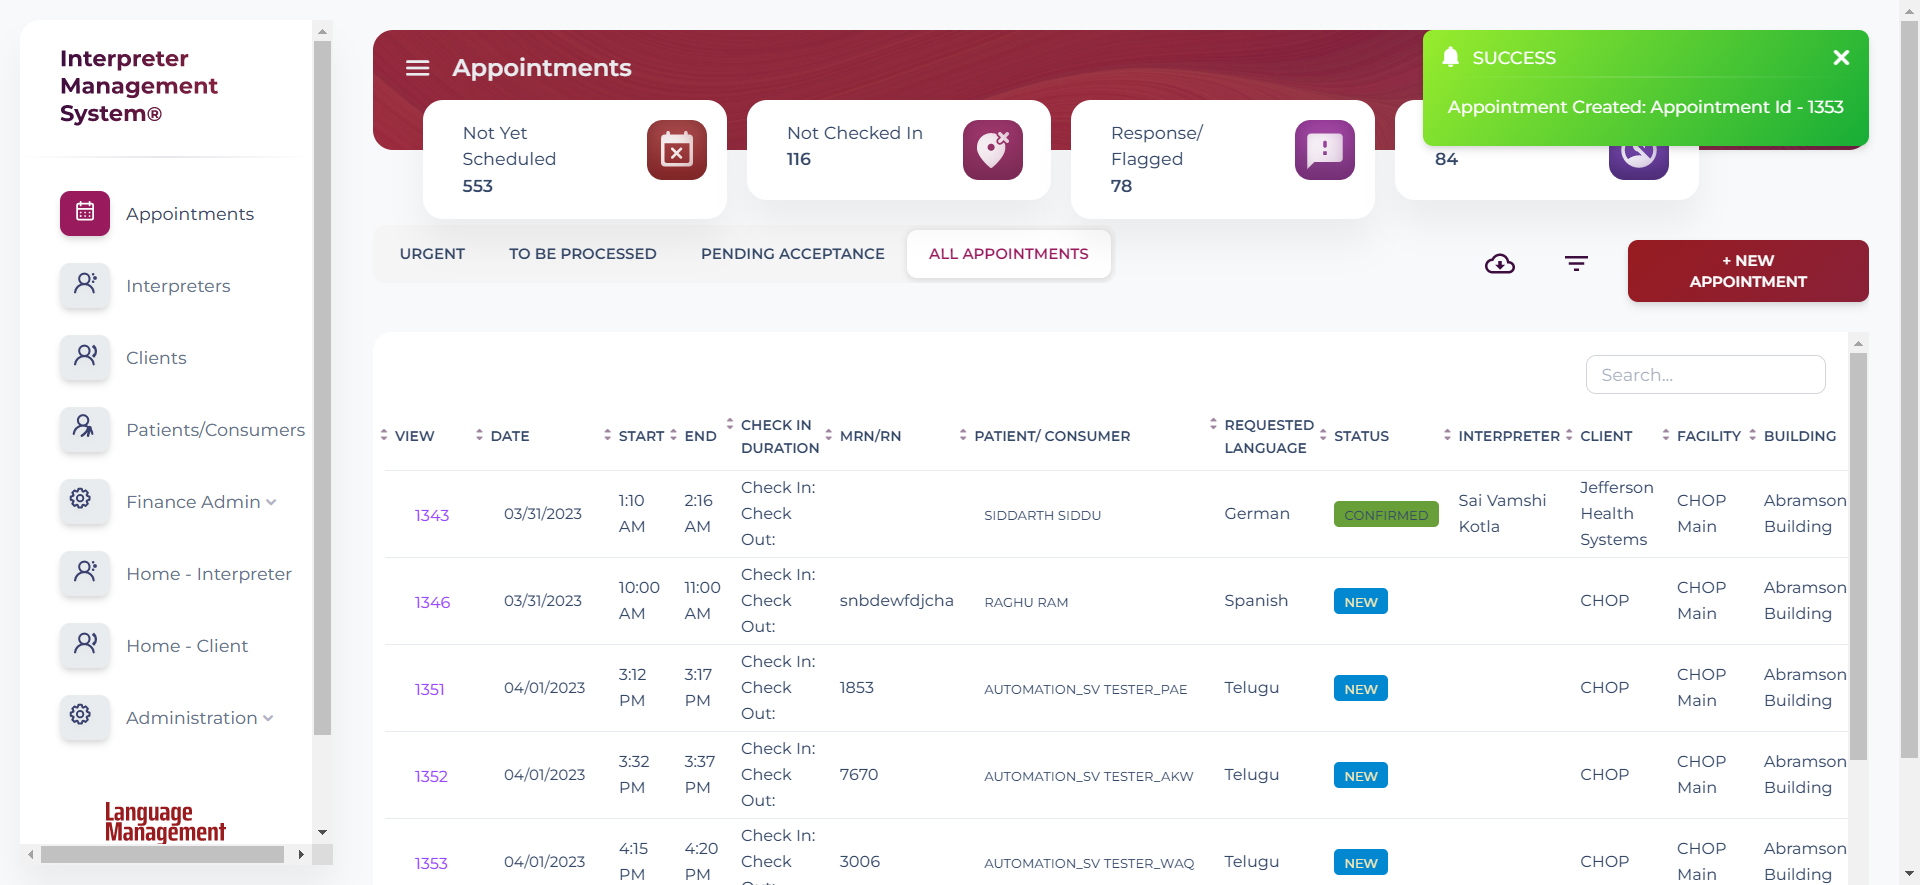 Interpreter
Management
System®
Appointments
Interpreters
Clients
Patients/Consumers
Finance Admin
Home - Interpreter
Home - Client
Administration
Language
Management
Appointments
Not Yet
Scheduled
553
Not Checked In
116
Response/
Flagged
78
84
SUCCESS
Appointment Created: Appointment Id - 1353
URGENT TO BE PROCESSED PENDING ACCEPTANCE ALL APPOINTMENTS
+ NEW
APPOINTMENT
Search...
VIEW DATE START END CHECK IN DURATION MRN/RN PATIENT/ CONSUMER REQUESTED LANGUAGE STATUS INTERPRETER CLIENT FACILITY BUILDING
1343 03/31/2023 1:10 AM 2:16 AM Check In: Check Out: SIDDARTH SIDDU German CONFIRMED Sai Vamshi Kotla Jefferson Health Systems CHOP Main Abramson Building
1346 03/31/2023 10:00 AM 11:00 AM Check In: Check Out: snbdewfdjcha RAGHU RAM Spanish NEW CHOP CHOP Main Abramson Building
1351 04/01/2023 3:12 PM 3:17 PM Check In: Check Out: 1853 AUTOMATION_SV TESTER_PAE Telugu NEW CHOP CHOP Main Abramson Building
1352 04/01/2023 3:32 PM 3:37 PM Check In: Check Out: 7670 AUTOMATION_SV TESTER_AKW Telugu NEW CHOP CHOP Main Abramson Building
1353 04/01/2023 4:15 PM 4:20 PM Check In: Check Out: 3006 AUTOMATION_SV TESTER_WAQ Telugu NEW CHOP CHOP Main Abramson Building